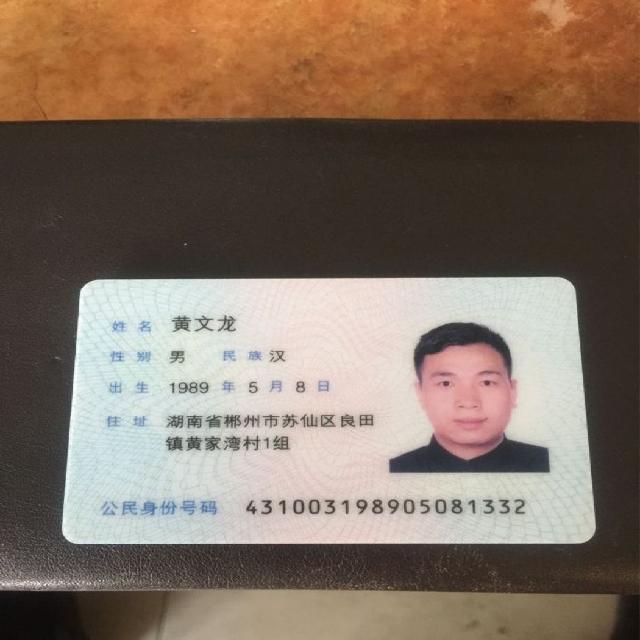 姓名 黄文龙
性别 男 民族 汉
出生 1989 年 5 月 8 日
住址 湖南省郴州市苏仙区良田
镇黄家湾村1组
公民身份号码 431003198905081332